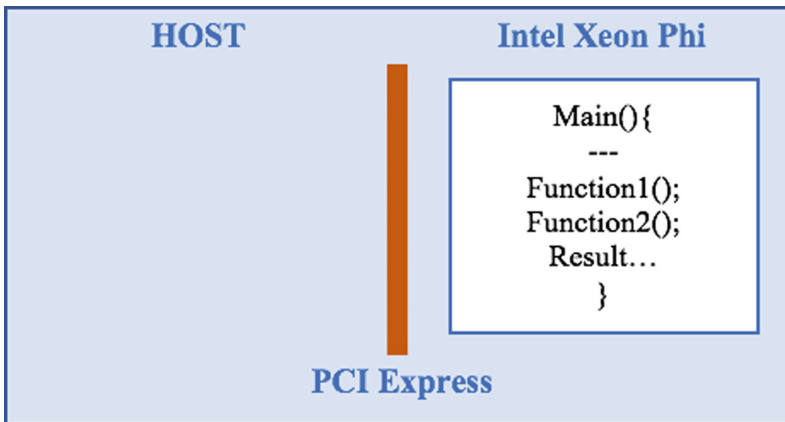 HOST
Intel Xeon Phi
Main(){
---
Function1();
Function2();
Result…
}
PCI Express